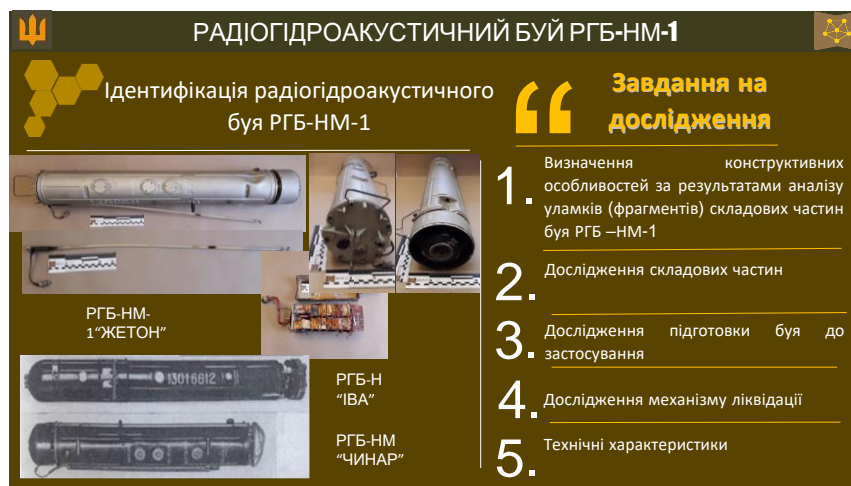 РАДІОГІДРОАКУСТИЧНИЙ БУЙ РГБ-НМ-1
Ідентифікація радіогідроакустичного
буя РГБ-НМ-1
РГБ-НМ-
1“ЖЕТОН”
13016612
РГБ-Н
“ІВА”
РГБ-НМ
“ЧИНАР”
Завдання на
дослідження
1. Визначення конструктивних
особливостей за результатами аналізу
уламків (фрагментів) складових частин
буя РГБ –НМ-1
2. Дослідження складових частин
3. Дослідження підготовки буя до
застосування
4. Дослідження механізму ліквідації
5. Технічні характеристики